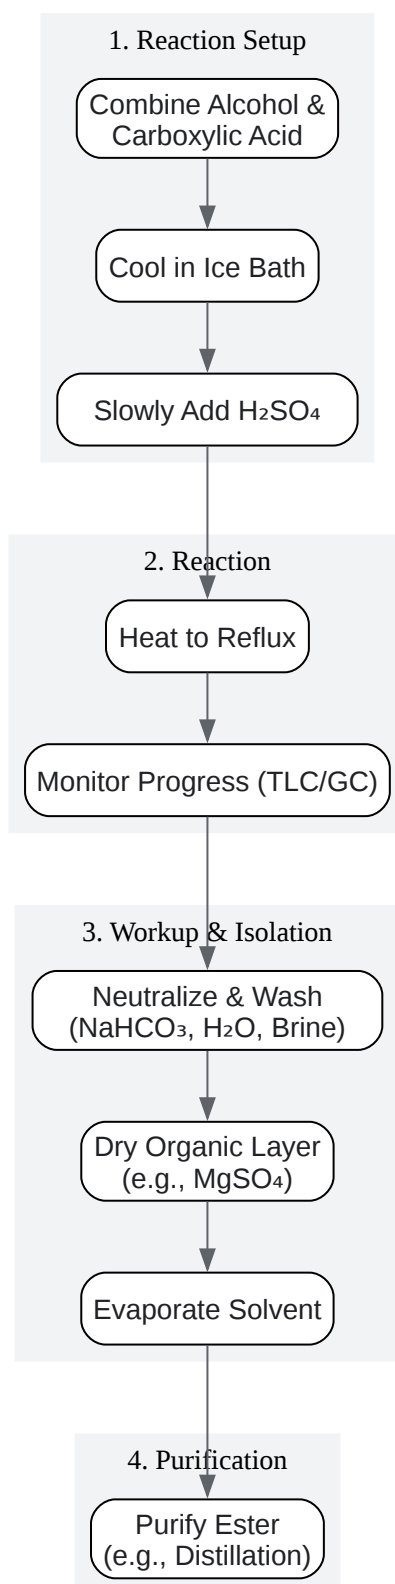 1. Reaction Setup
Combine Alcohol &
Carboxylic Acid
Cool in Ice Bath
Slowly Add H₂SO₄
2. Reaction
Heat to Reflux
Monitor Progress (TLC/GC)
3. Workup & Isolation
Neutralize & Wash
(NaHCO₃, H₂O, Brine)
Dry Organic Layer
(e.g., MgSO₄)
Evaporate Solvent
4. Purification
Purify Ester
(e.g., Distillation)